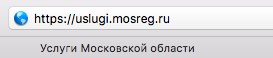 https://uslugi.mosreg.ru
Услуги Московской области